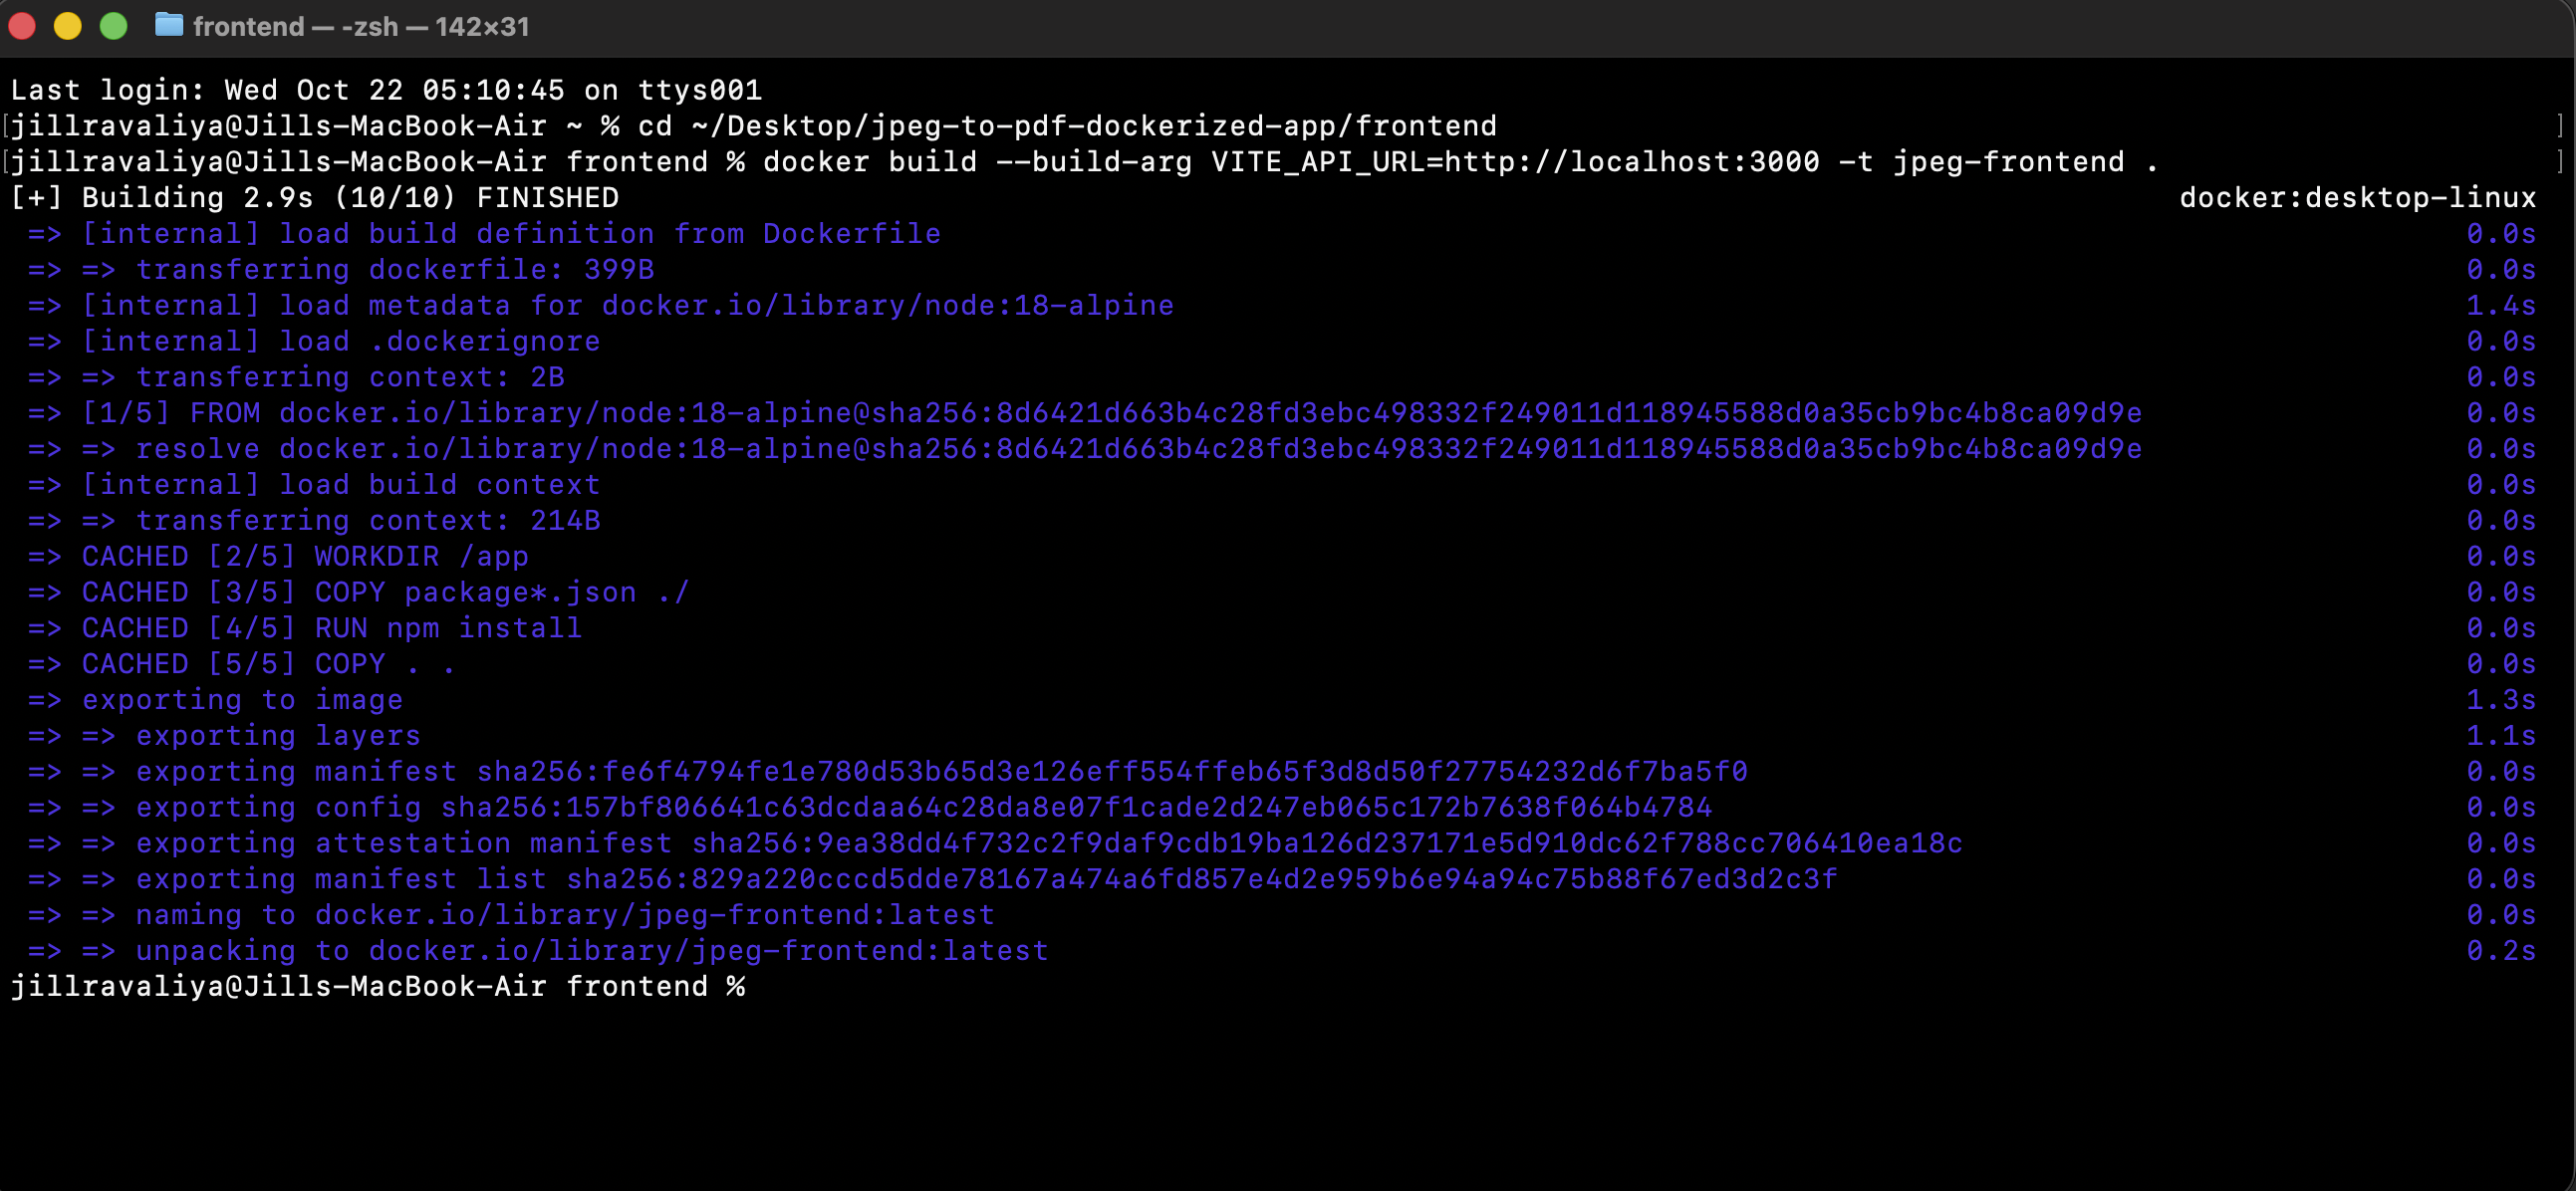 frontend — -zsh — 142×31
Last login: Wed Oct 22 05:10:45 on ttys001
[jillravaliya@Jills-MacBook-Air ~ % cd ~/Desktop/jpeg-to-pdf-dockerized-app/frontend ]
[jillravaliya@Jills-MacBook-Air frontend % docker build --build-arg VITE_API_URL=http://localhost:3000 -t jpeg-frontend . ]
[+] Building 2.9s (10/10) FINISHED docker:desktop-linux
=> [internal] load build definition from Dockerfile 0.0s
=> => transferring dockerfile: 399B 0.0s
=> [internal] load metadata for docker.io/library/node:18-alpine 1.4s
=> [internal] load .dockerignore 0.0s
=> => transferring context: 2B 0.0s
=> [1/5] FROM docker.io/library/node:18-alpine@sha256:8d6421d663b4c28fd3ebc498332f249011d118945588d0a35cb9bc4b8ca09d9e 0.0s
=> => resolve docker.io/library/node:18-alpine@sha256:8d6421d663b4c28fd3ebc498332f249011d118945588d0a35cb9bc4b8ca09d9e 0.0s
=> [internal] load build context 0.0s
=> => transferring context: 214B 0.0s
=> CACHED [2/5] WORKDIR /app 0.0s
=> CACHED [3/5] COPY package*.json ./ 0.0s
=> CACHED [4/5] RUN npm install 0.0s
=> CACHED [5/5] COPY . . 0.0s
=> exporting to image 1.3s
=> => exporting layers 1.1s
=> => exporting manifest sha256:fe6f4794fe1e780d53b65d3e126eff554ffeb65f3d8d50f27754232d6f7ba5f0 0.0s
=> => exporting config sha256:157bf806641c63dcdaa64c28da8e07f1cade2d247eb065c172b7638f064b4784 0.0s
=> => exporting attestation manifest sha256:9ea38dd4f732c2f9daf9cdb19ba126d237171e5d910dc62f788cc706410ea18c 0.0s
=> => exporting manifest list sha256:829a220cccd5dde78167a474a6fd857e4d2e959b6e94a94c75b88f67ed3d2c3f 0.0s
=> => naming to docker.io/library/jpeg-frontend:latest 0.0s
=> => unpacking to docker.io/library/jpeg-frontend:latest 0.2s
jillravaliya@Jills-MacBook-Air frontend %